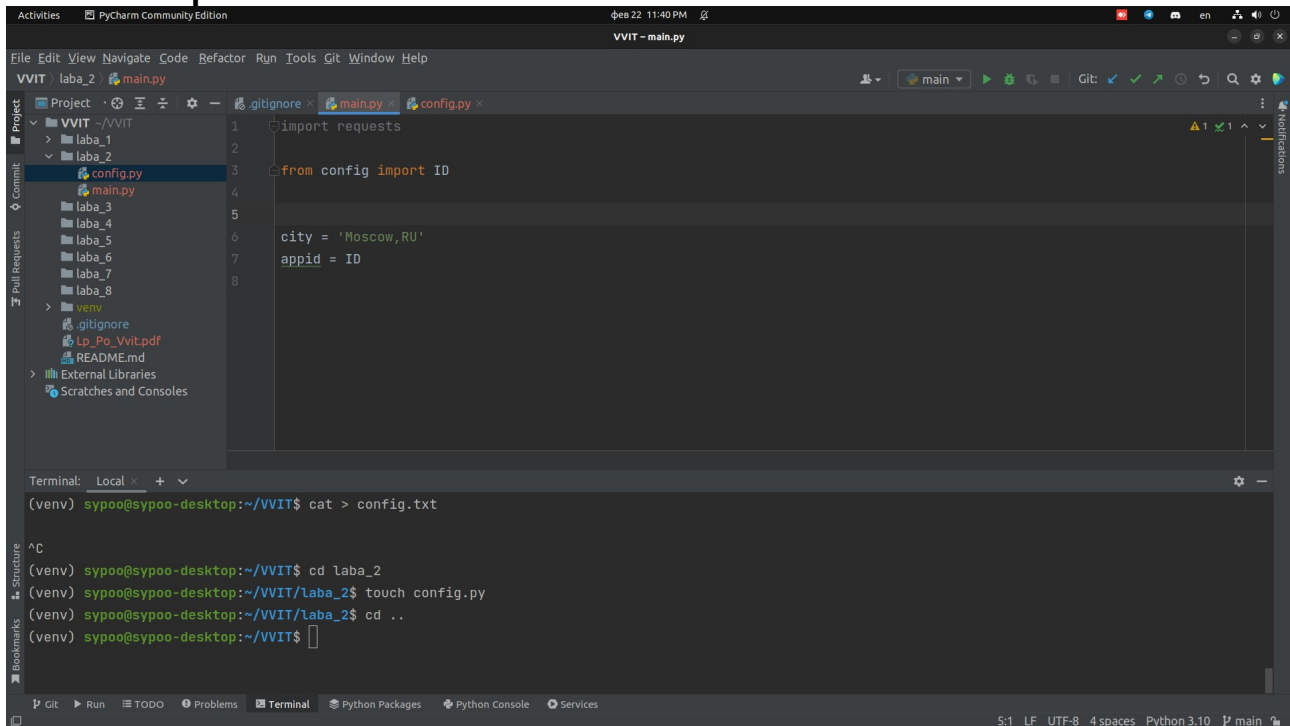 Activities PyCharm Community Edition фев 22 11:40 PM en
VVIT – main.py
File Edit View Navigate Code Refactor Run Tools Git Window Help
VVIT laba_2 main.py main Git:
Project .gitignore main.py config.py
VVIT ~/VVIT
laba_1
laba_2
config.py
main.py
laba_3
laba_4
laba_5
laba_6
laba_7
laba_8
venv
.gitignore
Lp_Po_Vvit.pdf
README.md
External Libraries
Scratches and Consoles
1 import requests
2
3 from config import ID
4
5
6 city = 'Moscow,RU'
7 appid = ID
8
1 1
Project
Commit
Pull Requests
Structure
Bookmarks
Notifications
Terminal: Local
(venv) sypoo@sypoo-desktop:~/VVIT$ cat > config.txt
^C
(venv) sypoo@sypoo-desktop:~/VVIT$ cd laba_2
(venv) sypoo@sypoo-desktop:~/VVIT/laba_2$ touch config.py
(venv) sypoo@sypoo-desktop:~/VVIT/laba_2$ cd ..
(venv) sypoo@sypoo-desktop:~/VVIT$
Git Run TODO Problems Terminal Python Packages Python Console Services
5:1 LF UTF-8 4 spaces Python 3.10 main